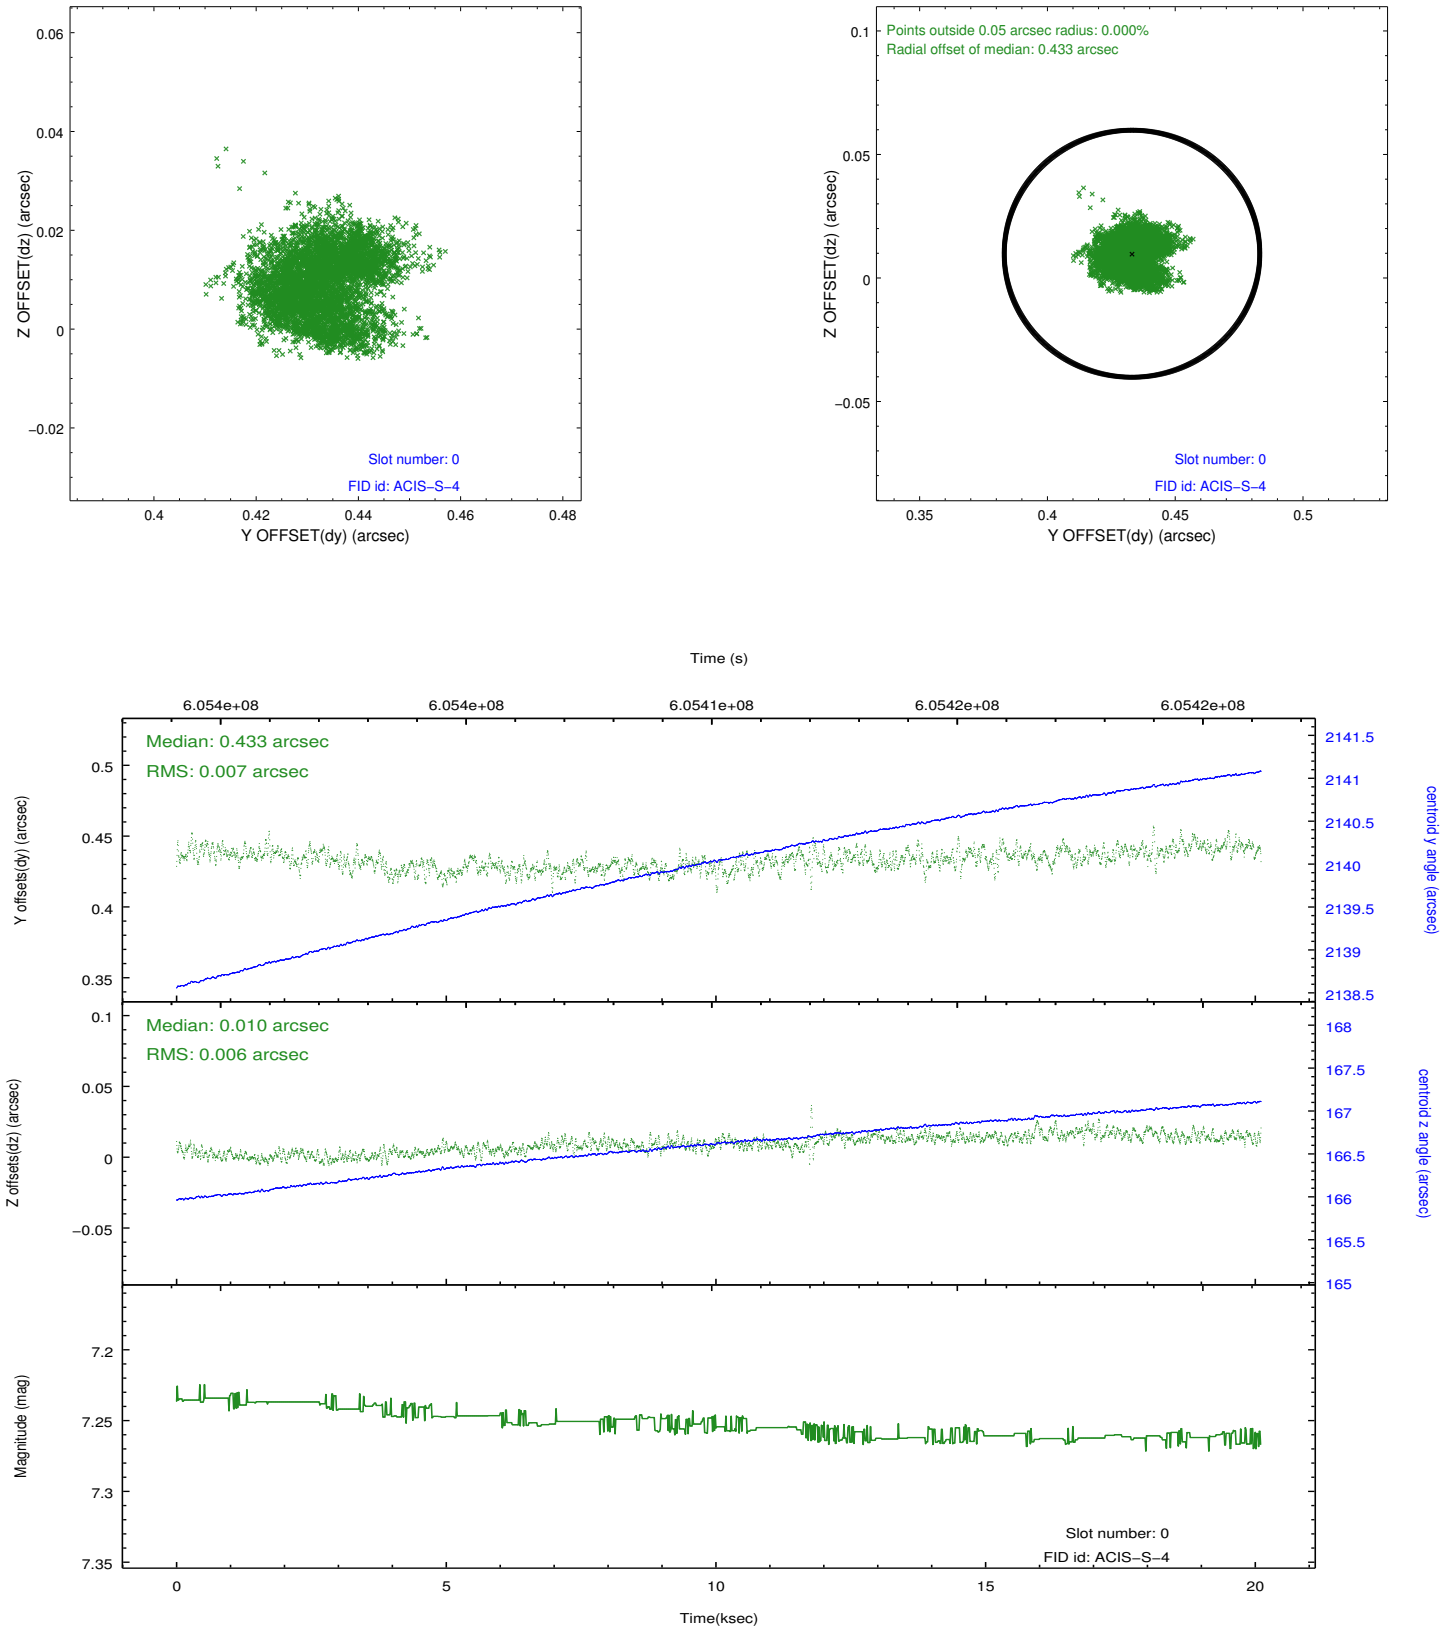 0.06
0.04
0.02
0
−0.02
Z OFFSET(dz) (arcsec)
Slot number: 0
FID id: ACIS−S−4
0.4 0.42 0.44 0.46 0.48
Y OFFSET(dy) (arcsec)
Points outside 0.05 arcsec radius: 0.000%
Radial offset of median: 0.433 arcsec
0.1
0.05
0
−0.05
Z OFFSET(dz) (arcsec)
Slot number: 0
FID id: ACIS−S−4
0.35 0.4 0.45 0.5
Y OFFSET(dy) (arcsec)
Time (s)
6.054e+08 6.054e+08 6.0541e+08 6.0542e+08 6.0542e+08
Median: 0.433 arcsec
RMS: 0.007 arcsec
0.5
0.45
0.4
0.35
Y offsets(dy) (arcsec)
2141.5
2141
2140.5
2140
2139.5
2139
2138.5
centroid y angle (arcsec)
Median: 0.010 arcsec
RMS: 0.006 arcsec
0.1
0.05
0
−0.05
Z offsets(dz) (arcsec)
168
167.5
167
166.5
166
165.5
165
centroid z angle (arcsec)
7.2
7.25
7.3
7.35
Magnitude (mag)
Slot number: 0
FID id: ACIS−S−4
0 5 10 15 20
Time(ksec)